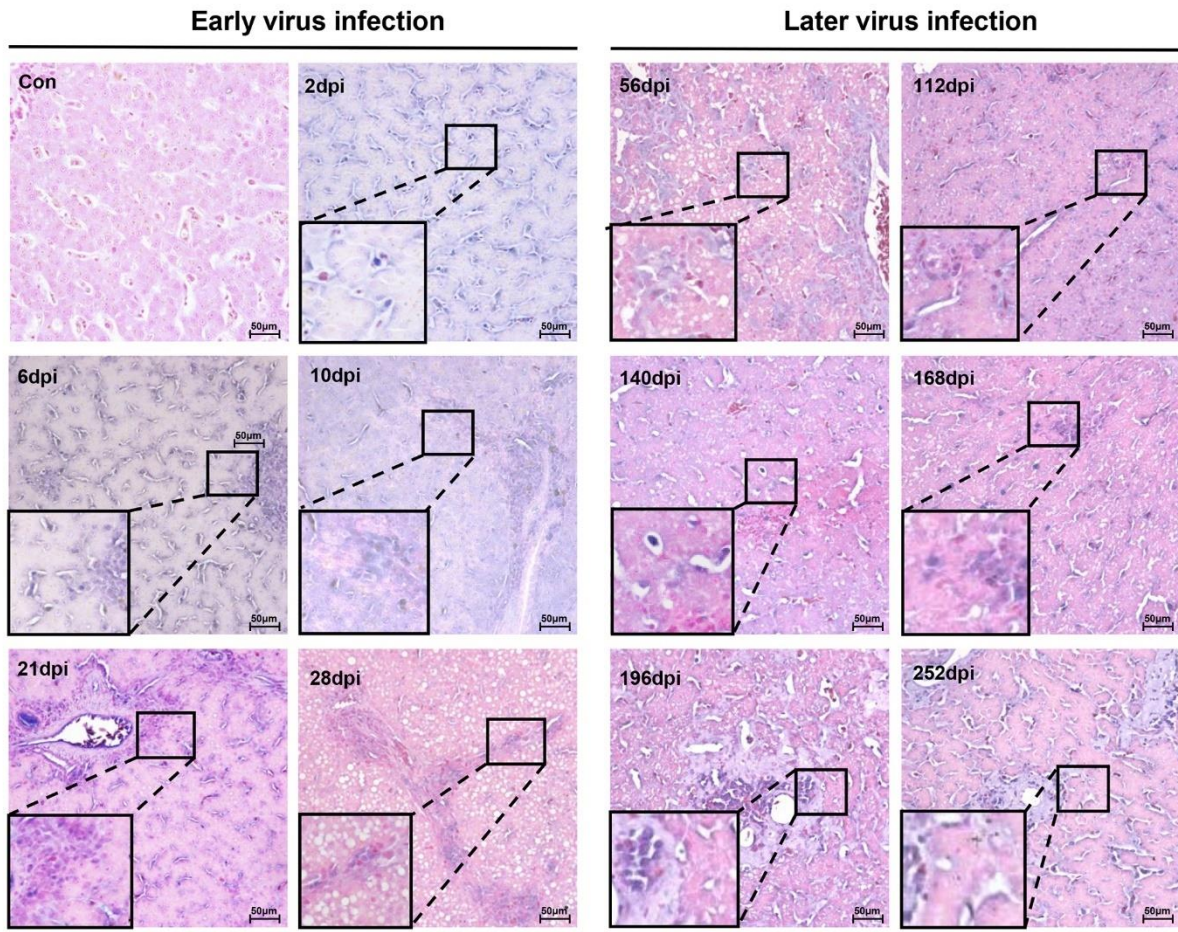 Early virus infection
Later virus infection
Con
50μm
2dpi
50μm
56dpi
50μm
112dpi
50μm
6dpi
50μm
50μm
10dpi
50μm
140dpi
50μm
168dpi
50μm
21dpi
50μm
28dpi
50μm
196dpi
50μm
252dpi
50μm